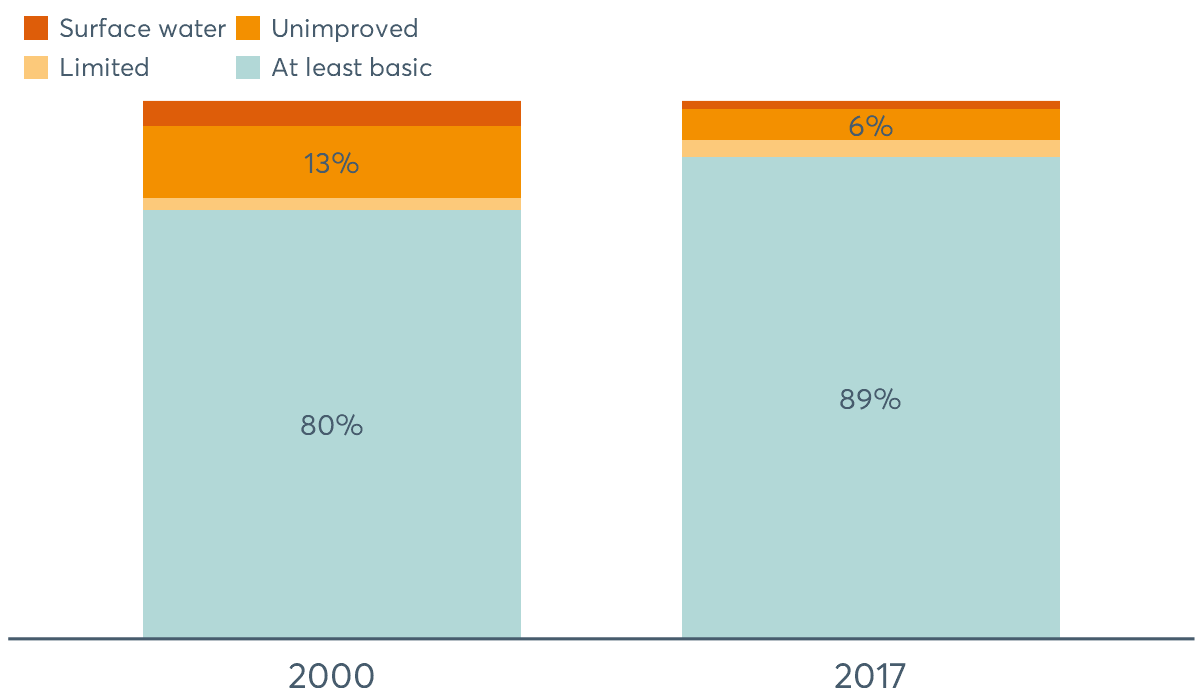 Surface water Unimproved
Limited At least basic
13%
6%
80%
89%
2000 2017